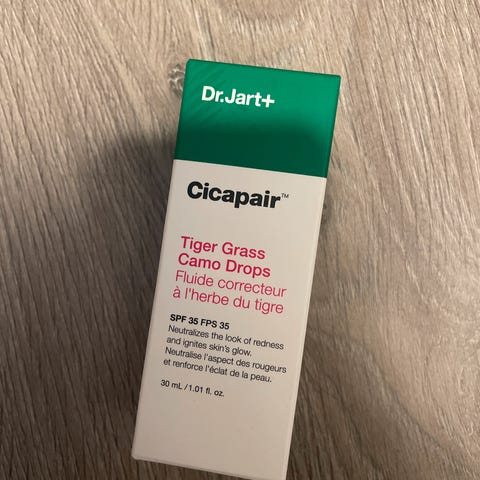 Dr.Jart+
Cicapair™
Tiger Grass
Camo Drops
Fluide correcteur
à l'herbe du tigre
SPF 35 FPS 35
Neutralizes the look of redness
and ignites skin's glow.
Neutralise l'aspect des rougeurs
et renforce l'éclat de la peau.
30 mL / 1.01 fl. oz.